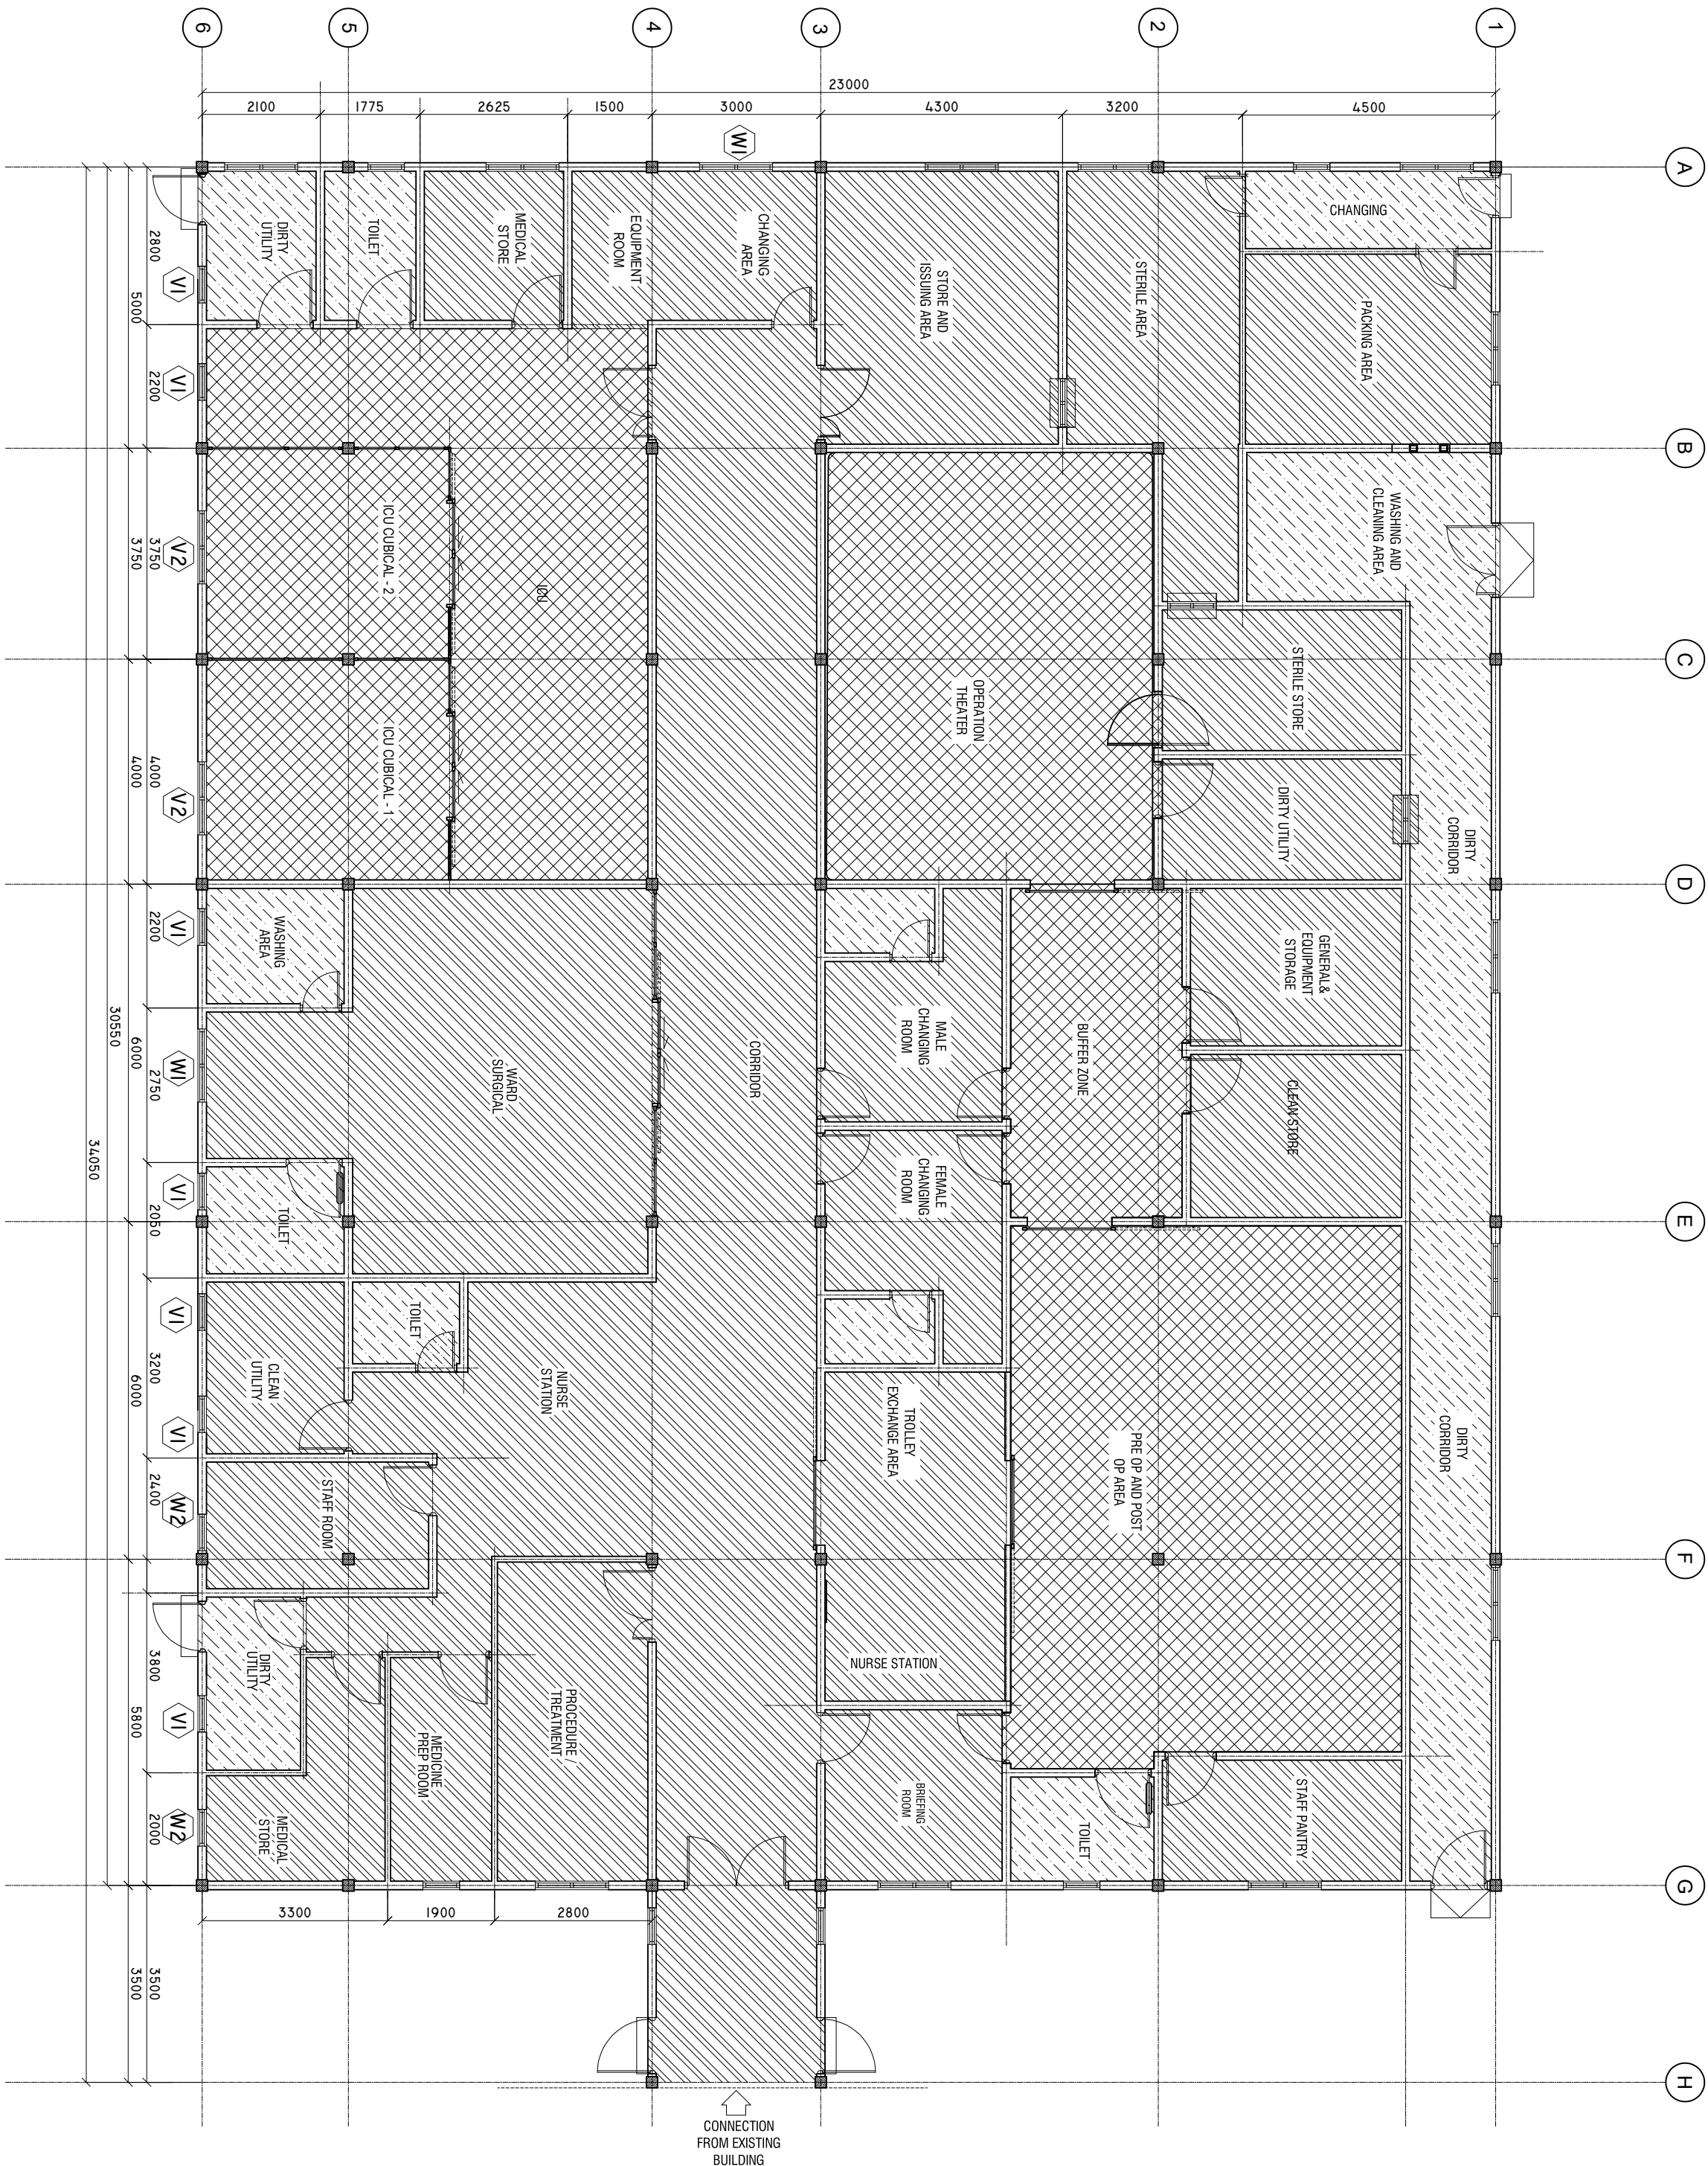 6
5
4
3
2
1
23000
2100
1775
2625
1500
3000
4300
3200
4500
W1
A
B
C
D
E
F
G
H
DIRTY
UTILITY
TOILET
MEDICAL
STORE
EQUIPMENT
ROOM
CHANGING
AREA
STORE AND
ISSUING AREA
STERILE AREA
CHANGING
PACKING AREA
WASHING AND
CLEANING AREA
ICU CUBICAL - 2
ICU
ICU CUBICAL - 1
OPERATION
THEATER
STERILE STORE
DIRTY UTILITY
DIRTY
CORRIDOR
WASHING
AREA
WARD
SURGICAL
CORRIDOR
MALE
CHANGING
ROOM
BUFFER ZONE
GENERAL&
EQUIPMENT
STORAGE
CLEAN STORE
FEMALE
CHANGING
ROOM
TOILET
TOILET
CLEAN
UTILITY
NURSE
STATION
TROLLEY
EXCHANGE AREA
PRE OP AND POST
OP AREA
DIRTY
CORRIDOR
STAFF ROOM
NURSE STATION
DIRTY
UTILITY
PROCEDURE
TREATMENT
MEDICINE
PREP ROOM
MEDICAL
STORE
BRIEFING
ROOM
TOILET
STAFF PANTRY
2800
2200
3750
4000
2200
2750
2050
3200
2400
3800
2000
3500
5000
3750
4000
6000
6000
5800
3500
30550
34050
V1
V1
V2
V2
V1
W1
V1
V1
V1
W2
V1
W2
3300
1900
2800
CONNECTION
FROM EXISTING
BUILDING